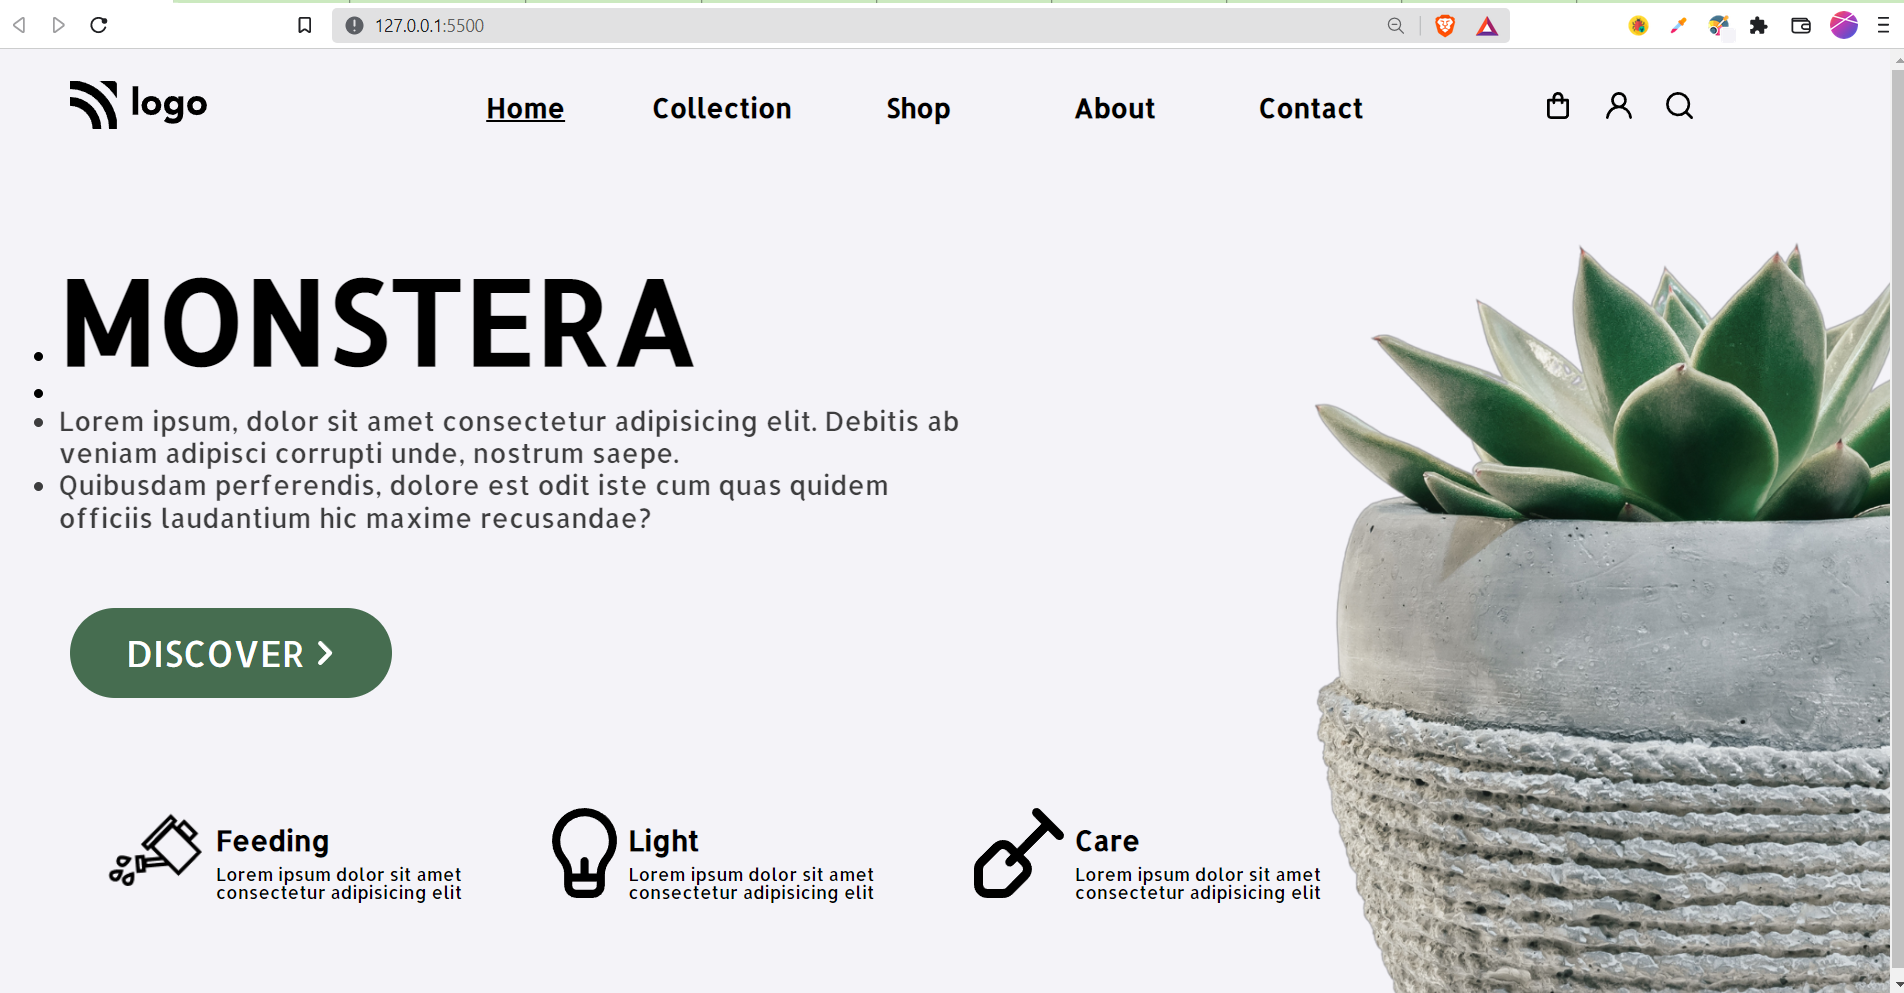 127.0.0.1:5500
logo
Home Collection Shop About Contact
MONSTERA
Lorem ipsum, dolor sit amet consectetur adipisicing elit. Debitis ab
veniam adipisci corrupti unde, nostrum saepe.
Quibusdam perferendis, dolore est odit iste cum quas quidem
officiis laudantium hic maxime recusandae?
DISCOVER
Feeding
Lorem ipsum dolor sit amet
consectetur adipisicing elit
Light
Lorem ipsum dolor sit amet
consectetur adipisicing elit
Care
Lorem ipsum dolor sit amet
consectetur adipisicing elit